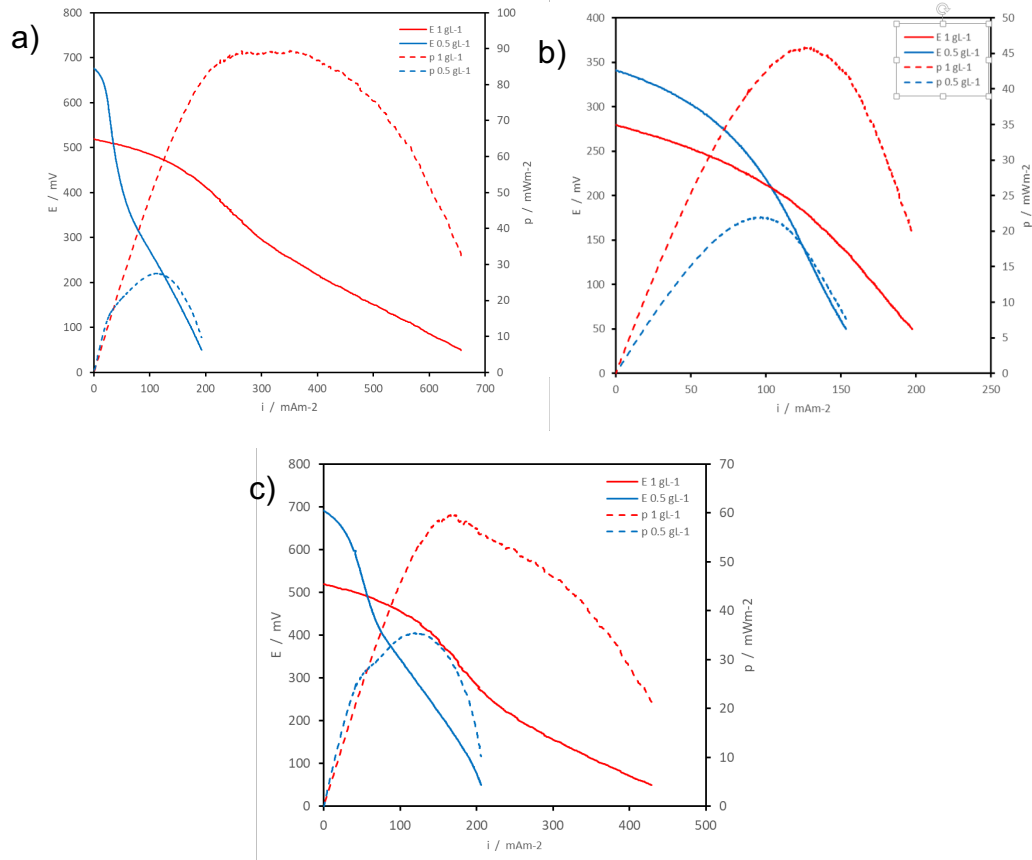 a)
E / mV
800
700
600
500
400
300
200
100
0
0 100 200 300 400 500 600 700
i / mAm-2
100
90
80
70
60
50
40
30
20
10
0
p / mWm-2
E 1 gL-1
E 0.5 gL-1
p 1 gL-1
p 0.5 gL-1
b)
E / mV
400
350
300
250
200
150
100
50
0
0 50 100 150 200 250
i / mAm-2
50
45
40
35
30
25
20
15
10
5
0
p / mWm-2
E 1 gL-1
E 0.5 gL-1
p 1 gL-1
p 0.5 gL-1
c)
E / mV
800
700
600
500
400
300
200
100
0
0 100 200 300 400 500
i / mAm-2
70
60
50
40
30
20
10
0
p / mWm-2
E 1 gL-1
E 0.5 gL-1
p 1 gL-1
p 0.5 gL-1